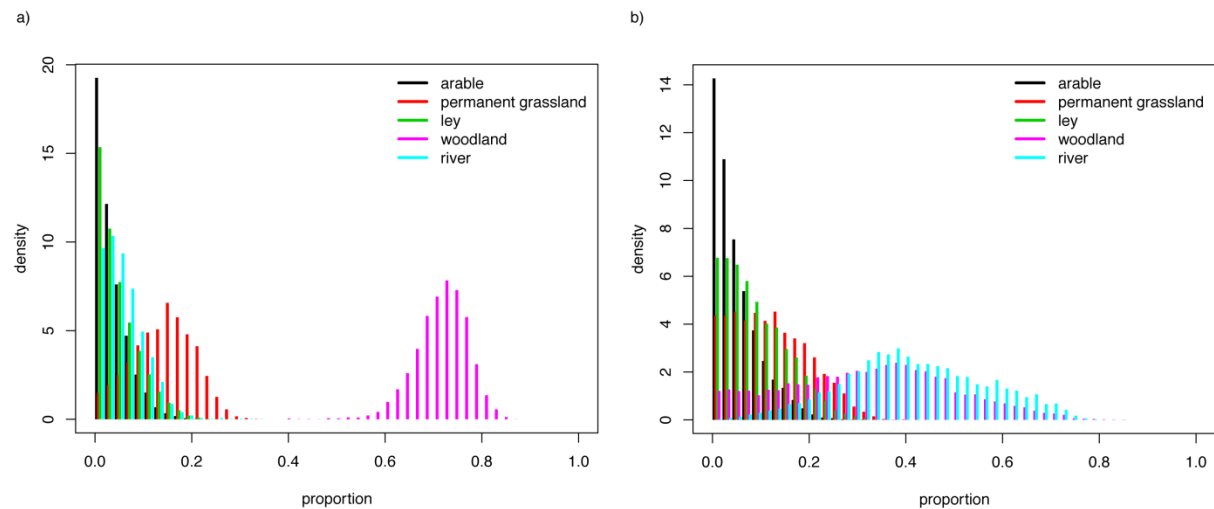 a)
20
15
10
5
0
density
arable
permanent grassland
ley
woodland
river
0.0 0.2 0.4 0.6 0.8 1.0
proportion
b)
14
12
10
8
6
4
2
0
density
arable
permanent grassland
ley
woodland
river
0.0 0.2 0.4 0.6 0.8 1.0
proportion